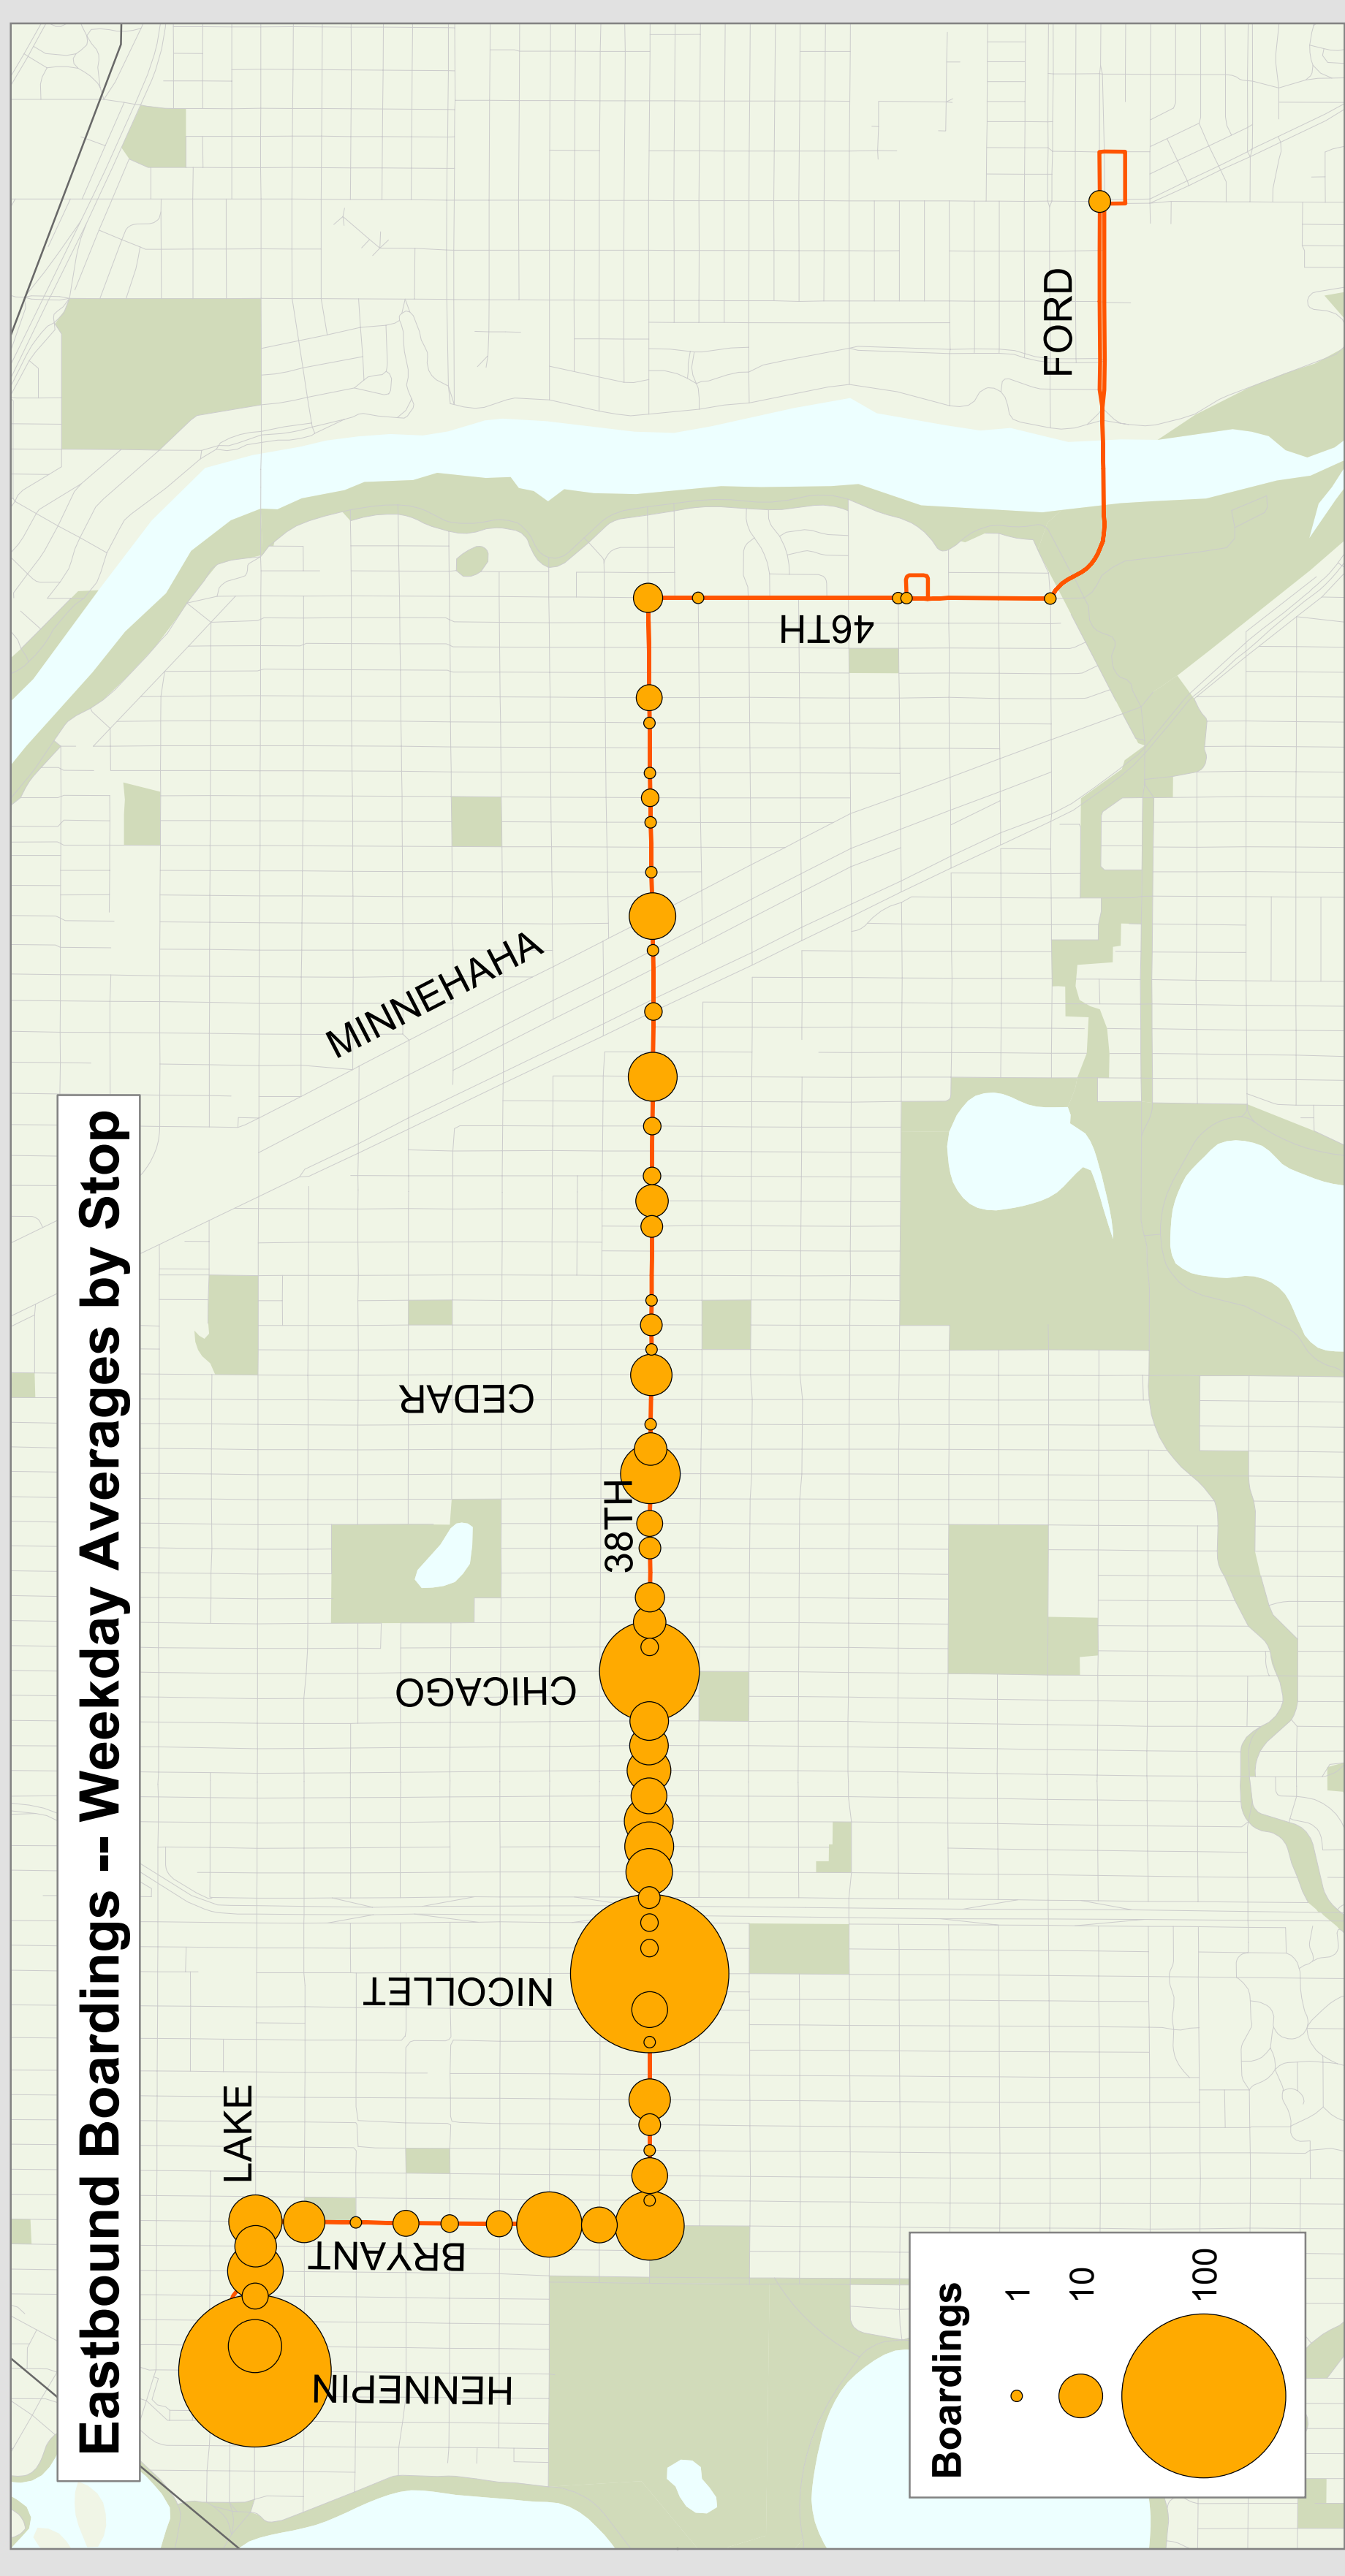 Eastbound Boardings -- Weekday Averages by Stop
LAKE
HENNEPIN
BRYANT
NICOLLET
CHICAGO
38TH
CEDAR
MINNEHAHA
46TH
FORD
Boardings
1
10
100